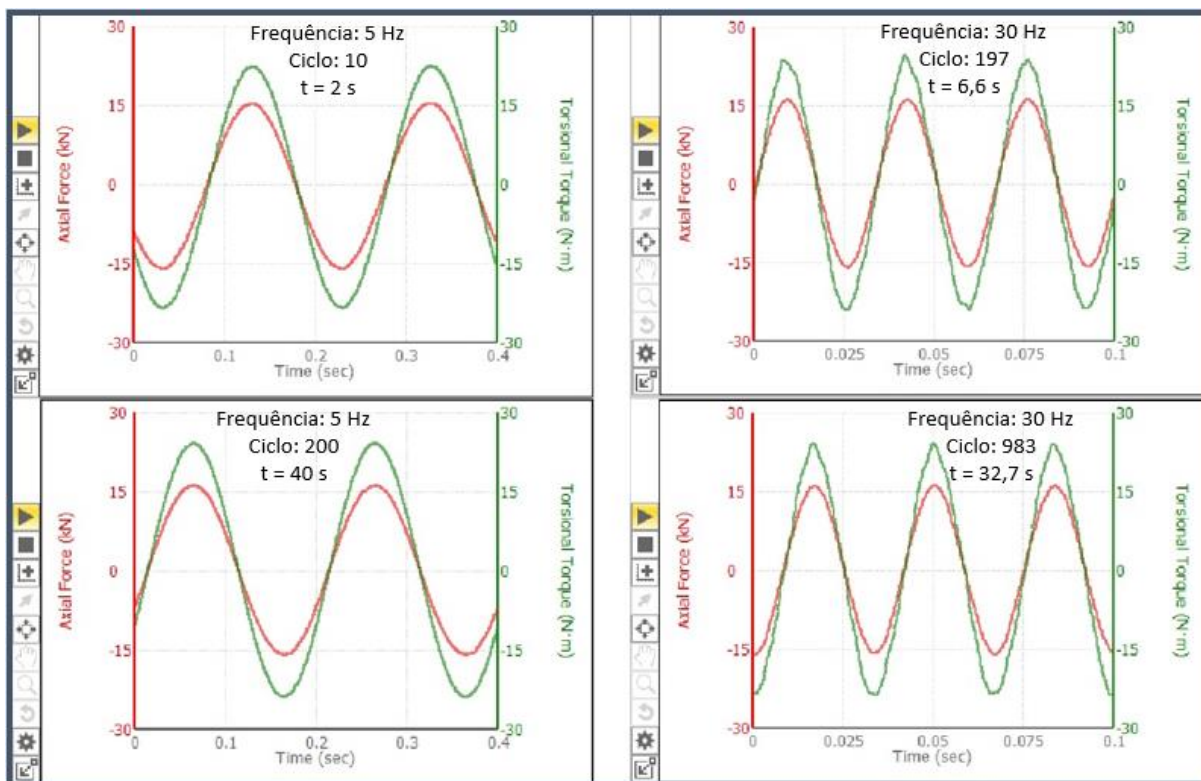 Frequência: 5 Hz
Ciclo: 10
t = 2 s
30
15
0
-15
-30
Axial Force (kN)
30
15
0
-15
-30
Torsional Torque (N·m)
0
0.1
0.2
0.3
0.4
Time (sec)
Frequência: 30 Hz
Ciclo: 197
t = 6,6 s
30
15
0
-15
-30
Axial Force (kN)
30
15
0
-15
-30
Torsional Torque (N·m)
0
0.025
0.05
0.075
0.1
Time (sec)
Frequência: 5 Hz
Ciclo: 200
t = 40 s
30
15
0
-15
-30
Axial Force (kN)
30
15
0
-15
-30
Torsional Torque (N·m)
0
0.1
0.2
0.3
0.4
Time (sec)
Frequência: 30 Hz
Ciclo: 983
t = 32,7 s
30
15
0
-15
-30
Axial Force (kN)
30
15
0
-15
-30
Torsional Torque (N·m)
0
0.025
0.05
0.075
0.1
Time (sec)